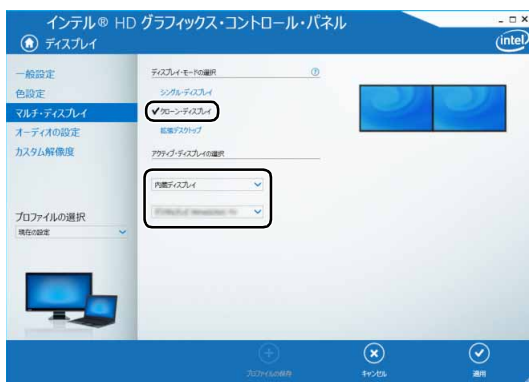 インテル® HD グラフィックス・コントロール・パネル
ディスプレイ
intel
一般設定
色設定
マルチ・ディスプレイ
オーディオの設定
カスタム解像度
プロファイルの選択
現在の設定
ディスプレイ・モードの選択
シングル・ディスプレイ
クローン・ディスプレイ
拡張デスクトップ
アクティブ・ディスプレイの選択
内蔵ディスプレイ
プロファイルの保存
キャンセル
適用